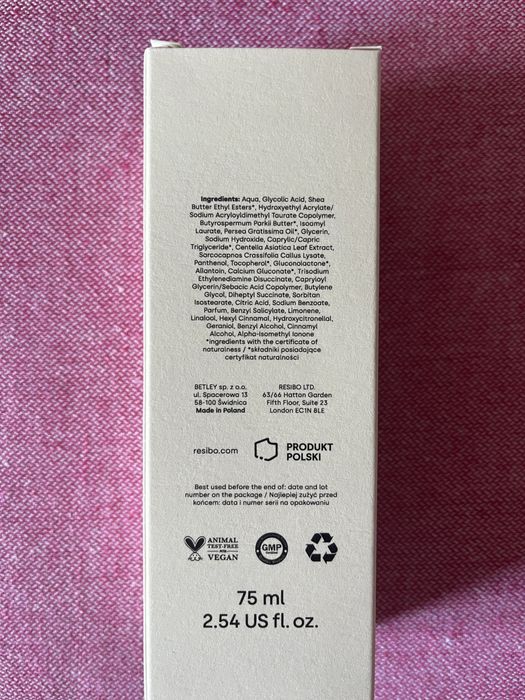 Ingredients: Aqua, Glycolic Acid, Shea
Butter Ethyl Esters*, Hydroxyethyl Acrylate/
Sodium Acryloyldimethyl Taurate Copolymer,
Butyrospermum Parkii Butter*, Isoamyl
Laurate, Persea Gratissima Oil*, Glycerin,
Sodium Hydroxide, Caprylic/Capric
Triglyceride*, Centella Asiatica Leaf Extract,
Sarcocapnos Crassifolia Callus Lysate,
Panthenol, Tocopherol*, Gluconolactone*,
Allantoin, Calcium Gluconate*, Trisodium
Ethylenediamine Disuccinate, Capryloyl
Glycerin/Sebacic Acid Copolymer, Butylene
Glycol, Diheptyl Succinate, Sorbitan
Isostearate, Citric Acid, Sodium Benzoate,
Parfum, Benzyl Salicylate, Limonene,
Linalool, Hexyl Cinnamal, Hydroxycitronellal,
Geraniol, Benzyl Alcohol, Cinnamyl
Alcohol, Alpha-Isomethyl Ionone
*ingredients with the certificate of
naturalness / *składniki posiadające
certyfikat naturalności
BETLEY sp. z o.o.
ul. Spacerowa 13
58-100 Świdnica
Made in Poland
RESIBO LTD.
63/66 Hatton Garden
Fifth Floor, Suite 23
London EC1N 8LE
resibo.com
PRODUKT
POLSKI
Best used before the end of: date and lot
number on the package / Najlepiej zużyć przed
końcem: data i numer serii na opakowaniu
ANIMAL
TEST-FREE
VEGAN
GMP
75 ml
2.54 US fl. oz.